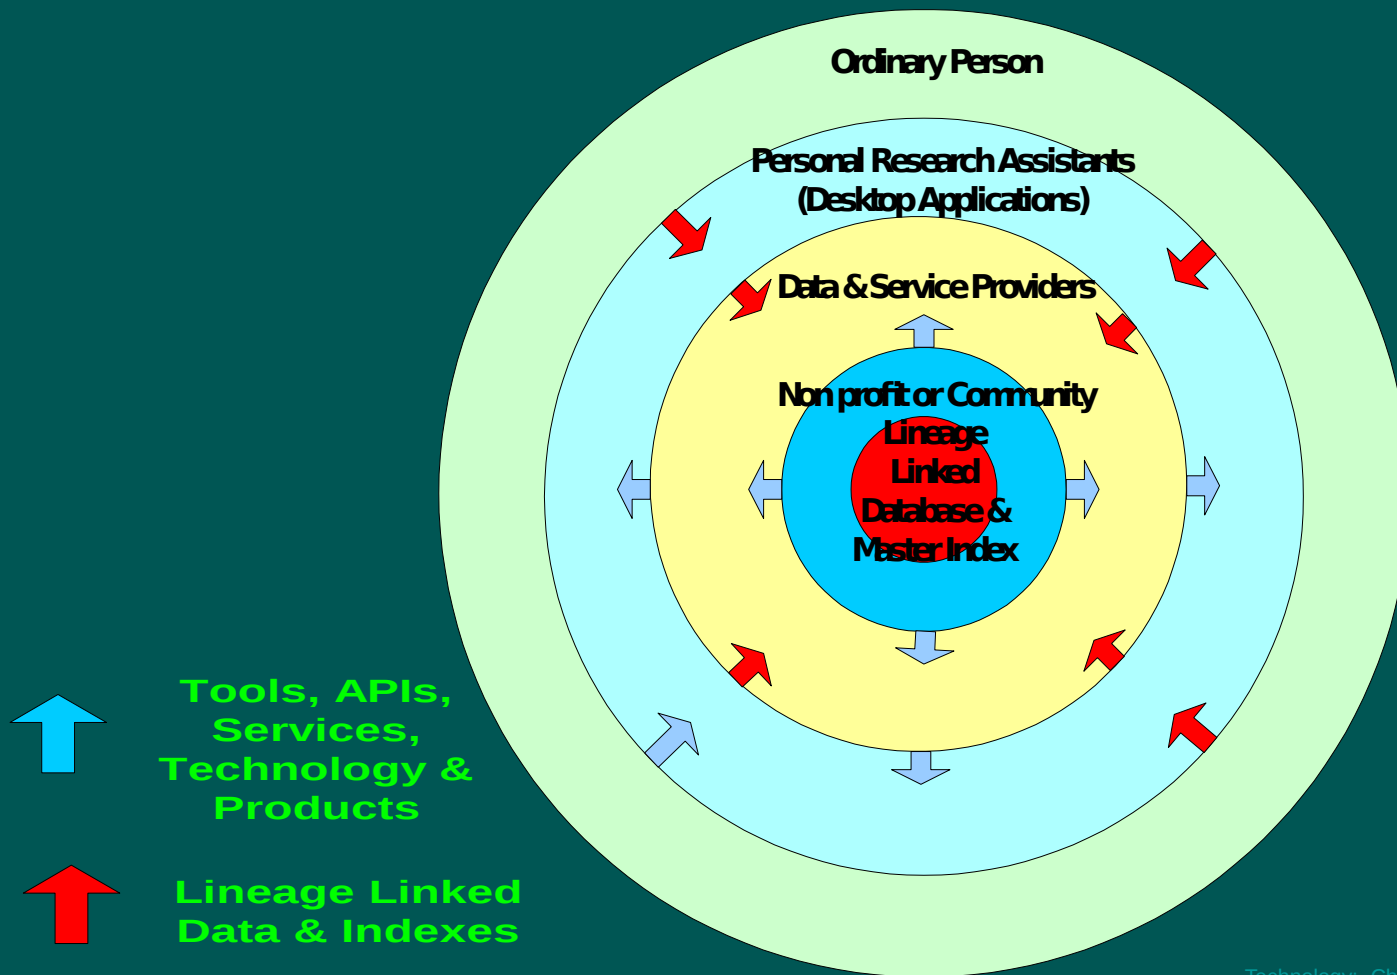 Ordinary Person
Personal Research Assistants
(Desktop Applications)
Data & Service Providers
Non profit or Community
Lineage
Linked
Database &
Master Index
Tools, APIs,
Services,
Technology &
Products
Lineage Linked
Data & Indexes
Technology: